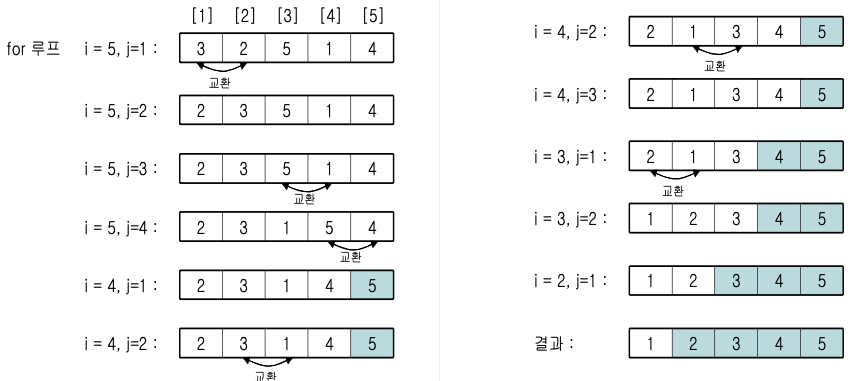 [1] [2] [3] [4] [5]
for 루프 i = 5, j=1 : 3 2 5 1 4
교환
i = 5, j=2 : 2 3 5 1 4
i = 5, j=3 : 2 3 5 1 4
교환
i = 5, j=4 : 2 3 1 5 4
교환
i = 4, j=1 : 2 3 1 4 5
i = 4, j=2 : 2 3 1 4 5
교환
i = 4, j=2 : 2 1 3 4 5
교환
i = 4, j=3 : 2 1 3 4 5
i = 3, j=1 : 2 1 3 4 5
교환
i = 3, j=2 : 1 2 3 4 5
i = 2, j=1 : 1 2 3 4 5
결과 : 1 2 3 4 5